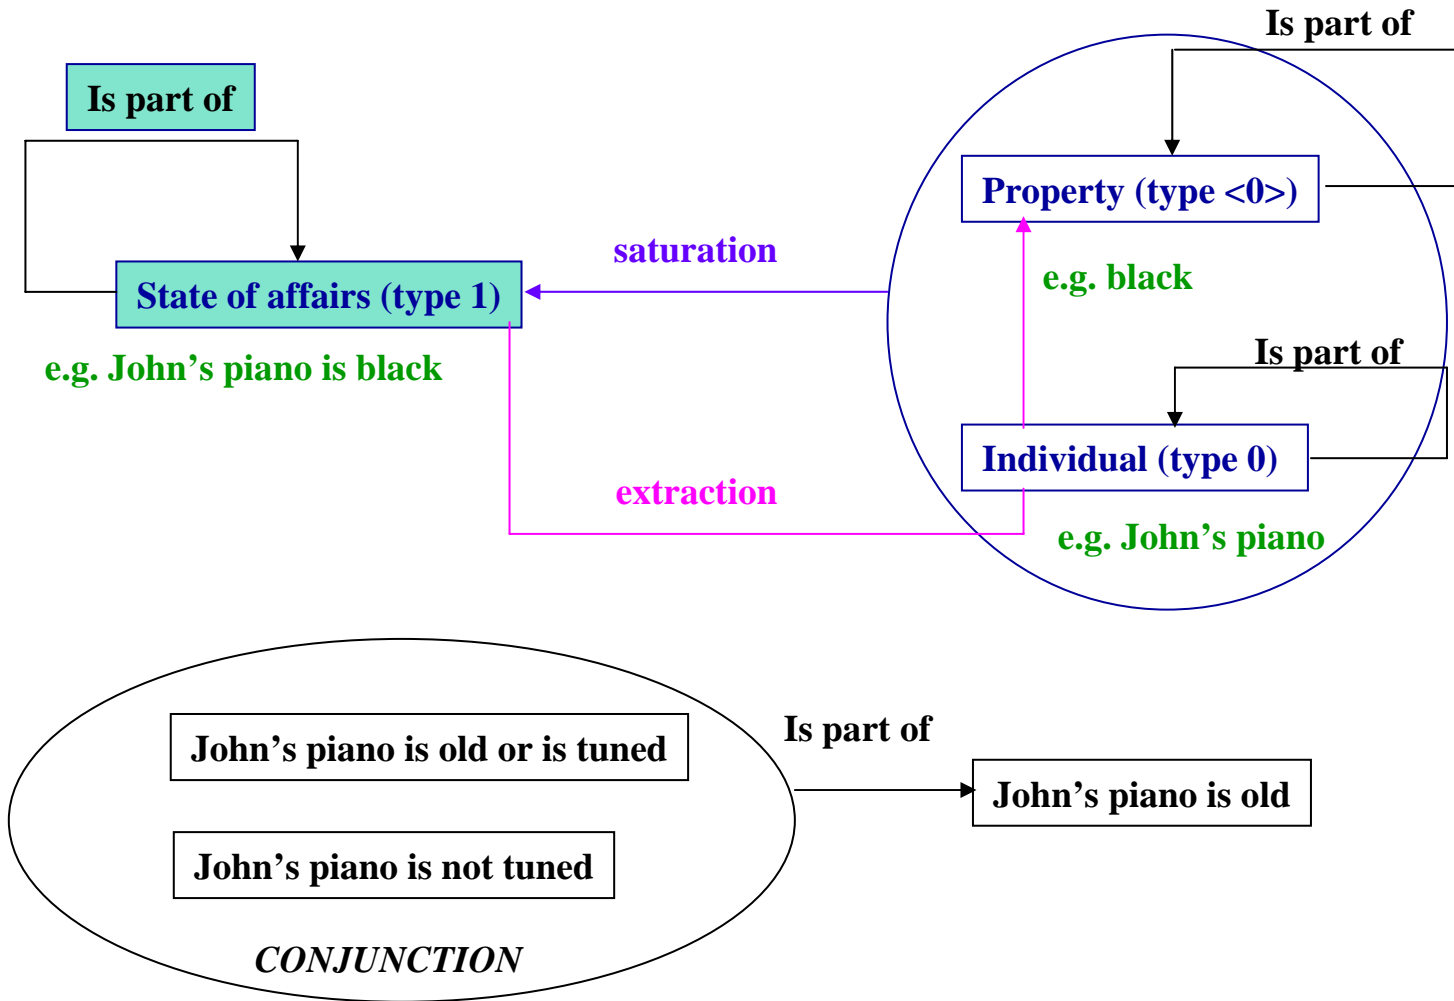 Is part of
Is part of
Property (type <0>)
saturation
e.g. black
State of affairs (type 1)
Is part of
e.g. John’s piano is black
Individual (type 0)
extraction
e.g. John’s piano
John’s piano is old or is tuned
Is part of
John’s piano is old
John’s piano is not tuned
CONJUNCTION